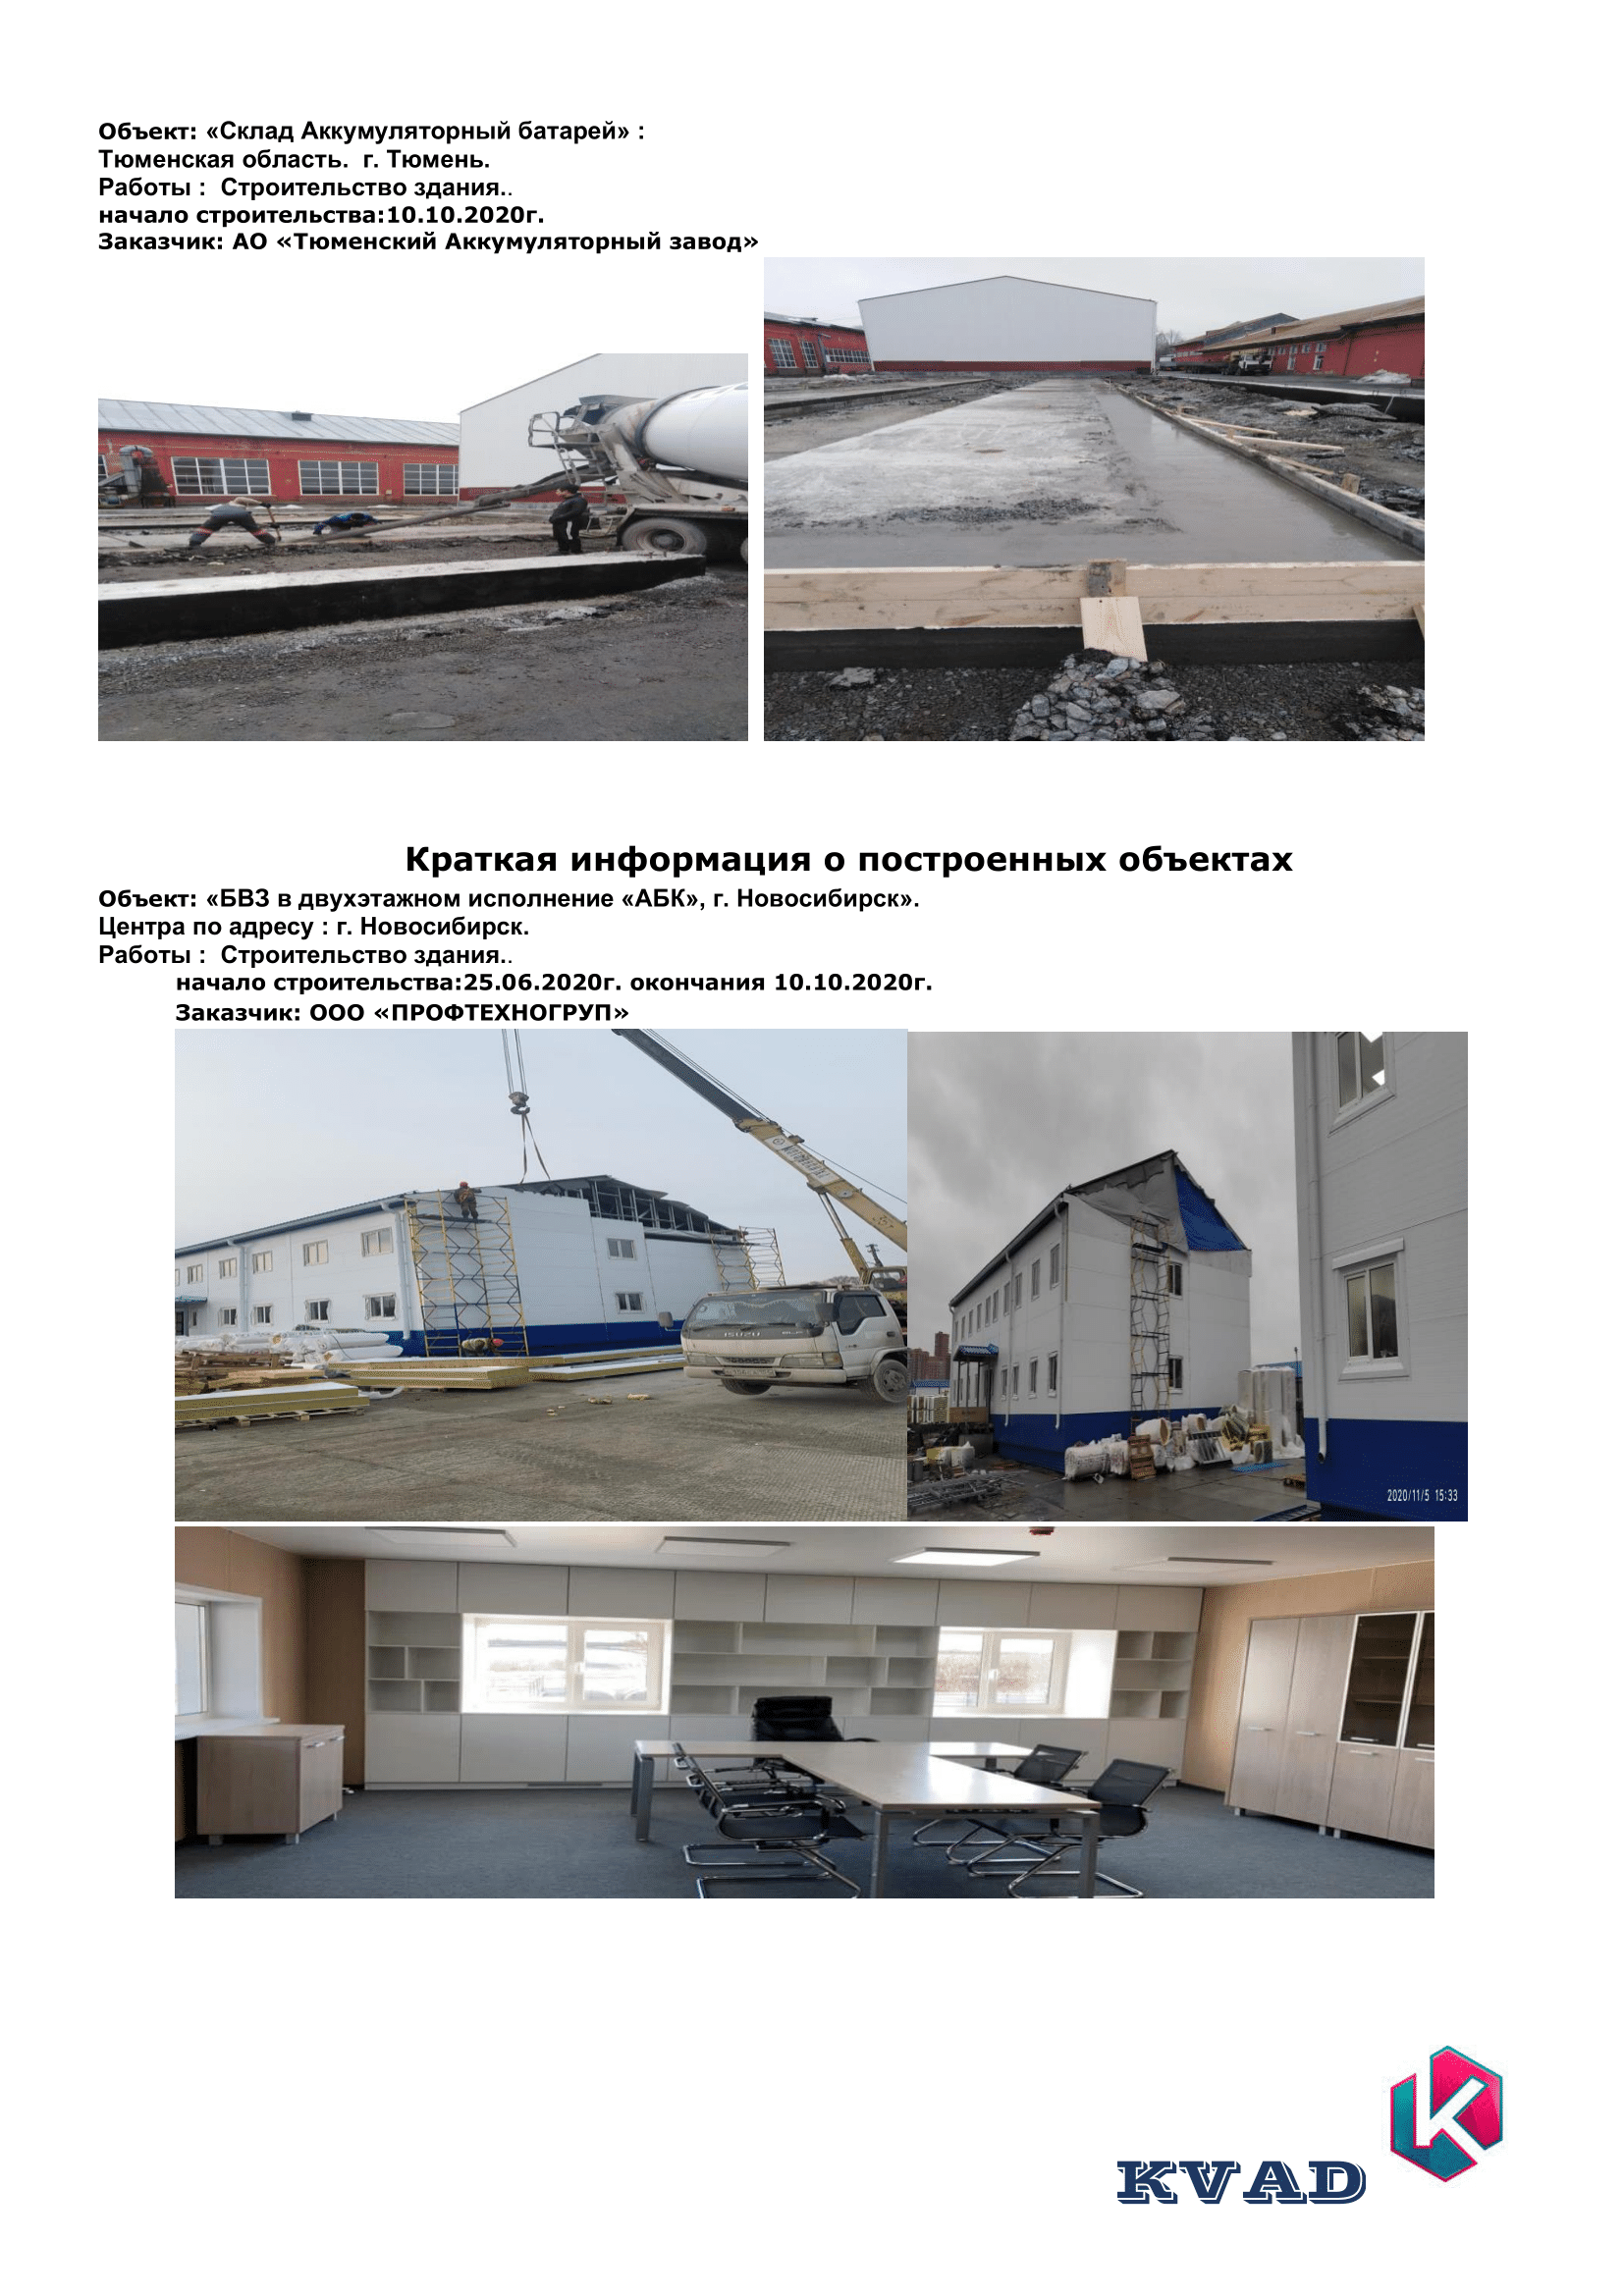 Объект: «Склад Аккумуляторный батарей» :
Тюменская область.  г. Тюмень.
Работы :  Строительство здания..
начало строительства:10.10.2020г.
Заказчик: АО «Тюменский Аккумуляторный завод»
Краткая информация о построенных объектах
Объект: «БВЗ в двухэтажном исполнение «АБК», г. Новосибирск».
Центра по адресу : г. Новосибирск.
Работы :  Строительство здания..
начало строительства:25.06.2020г. окончания 10.10.2020г.
Заказчик: ООО «ПРОФТЕХНОГРУП»
ISUZU
2020/11/5 15:33
KVAD
K